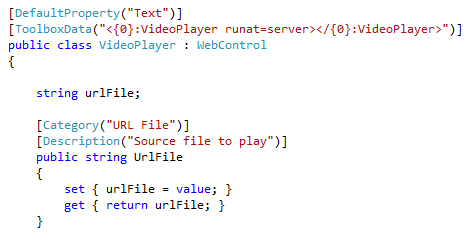 [DefaultProperty("Text")]
[ToolboxData("<{0}:VideoPlayer runat=server></{0}:VideoPlayer>")]
public class VideoPlayer : WebControl
{
string urlFile;
[Category("URL File")]
[Description("Source file to play")]
public string UrlFile
{
set { urlFile = value; }
get { return urlFile; }
}